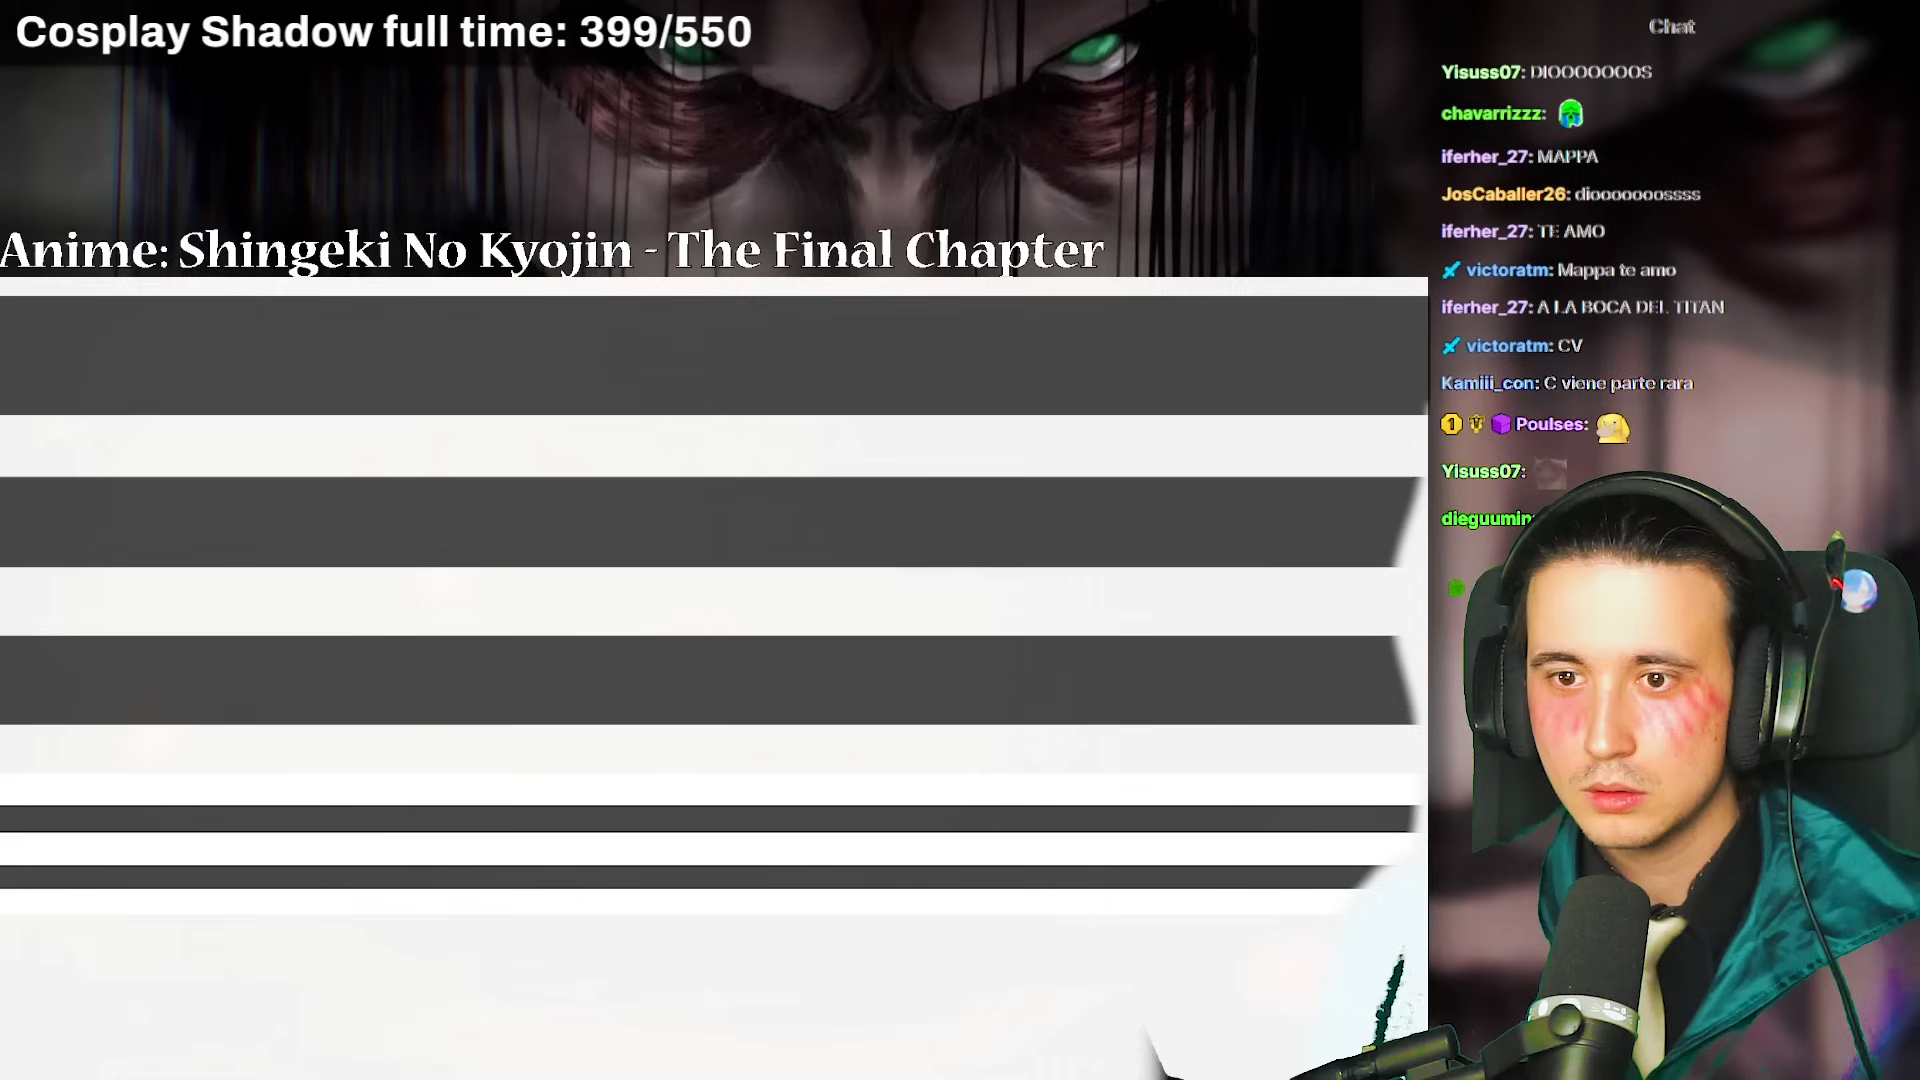 Cosplay Shadow full time: 399/550
Anime: Shingeki No Kyojin - The Final Chapter
Chat
Yisuss07: DIOOOOOOOS
chavarrizzz:
iferher_27: MAPPA
JosCaballer26: diooooooossss
iferher_27: TE AMO
victoratm: Mappa te amo
iferher_27: A LA BOCA DEL TITAN
victoratm: CV
Kamiii_con: C viene parte rara
1 Poulses:
Yisuss07: